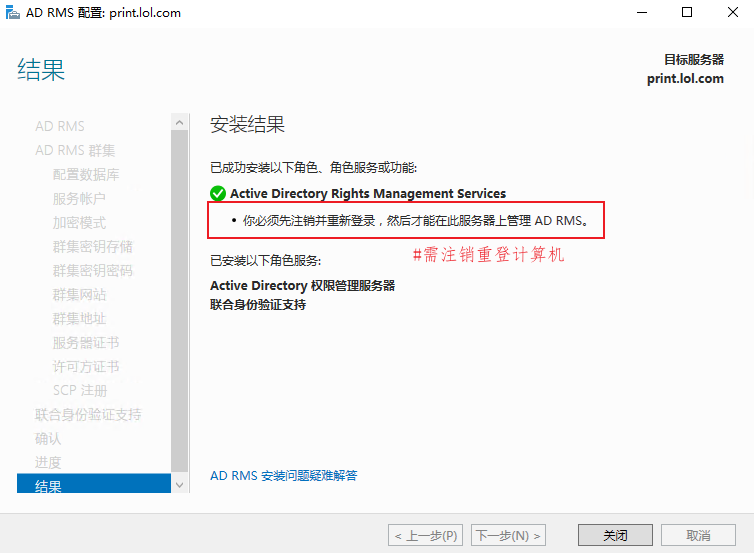 AD RMS 配置: print.lol.com
结果
目标服务器
print.lol.com
AD RMS
AD RMS 群集
配置数据库
服务帐户
加密模式
群集密钥存储
群集密钥密码
群集网站
群集地址
服务器证书
许可方证书
SCP 注册
联合身份验证支持
确认
进度
结果
安装结果
已成功安装以下角色、角色服务或功能:
Active Directory Rights Management Services
• 你必须先注销并重新登录，然后才能在此服务器上管理 AD RMS。
#需注销重登计算机
已安装以下角色服务:
Active Directory 权限管理服务器
联合身份验证支持
AD RMS 安装问题疑难解答
< 上一步(P)
下一步(N) >
关闭
取消